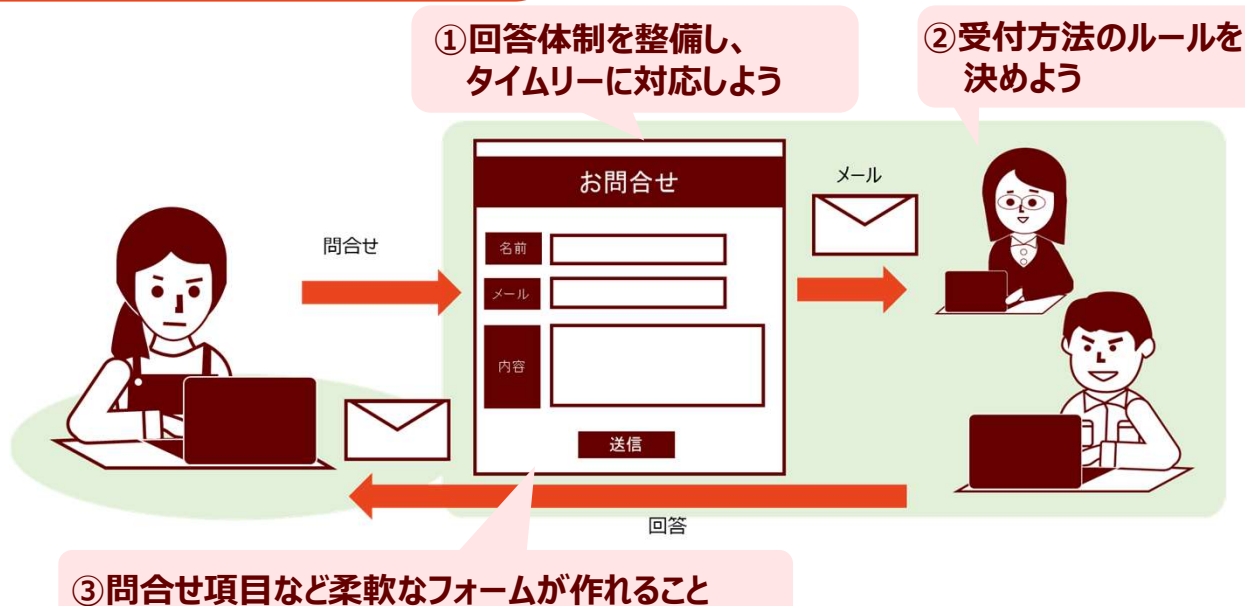 ①回答体制を整備し、
タイムリーに対応しよう
②受付方法のルールを
決めよう
お問合せ
メール
問合せ
名前
メール
内容
送信
回答
③問合せ項目など柔軟なフォームが作れること